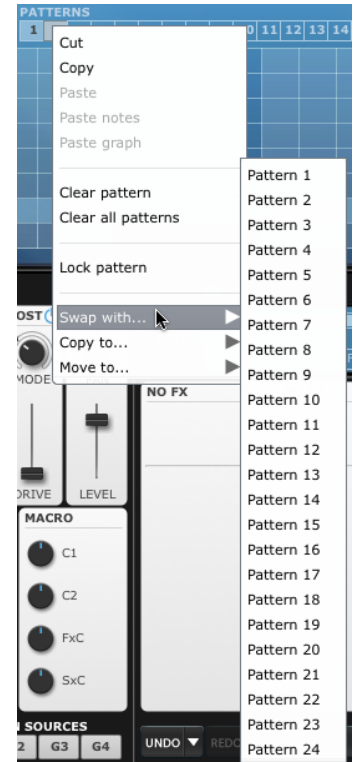 PATTERNS
1
11 12 13 14
Cut
Copy
Paste
Paste notes
Paste graph
Clear pattern
Clear all patterns
Lock pattern
Swap with...
Copy to...
Move to...
Pattern 1
Pattern 2
Pattern 3
Pattern 4
Pattern 5
Pattern 6
Pattern 7
Pattern 8
Pattern 9
Pattern 10
Pattern 11
Pattern 12
Pattern 13
Pattern 14
Pattern 15
Pattern 16
Pattern 17
Pattern 18
Pattern 19
Pattern 20
Pattern 21
Pattern 22
Pattern 23
Pattern 24
OST
MODE
NO FX
DRIVE
LEVEL
MACRO
C1
C2
FxC
SxC
SOURCES
2 G3 G4
UNDO
REDO